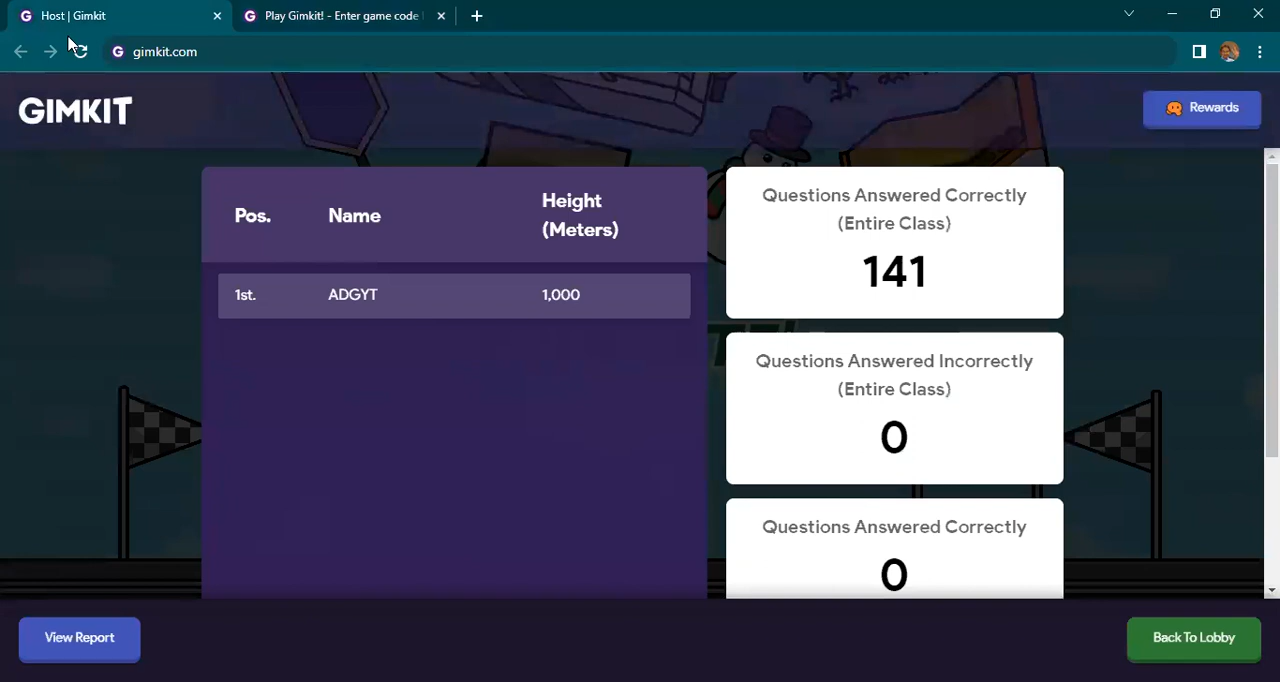 Host | Gimkit
Play Gimkit! - Enter game code
gimkit.com
GIMKIT
Rewards
Pos. Name Height (Meters)
1st. ADGYT 1,000
Questions Answered Correctly
(Entire Class)
141
Questions Answered Incorrectly
(Entire Class)
0
Questions Answered Correctly
0
View Report
Back To Lobby